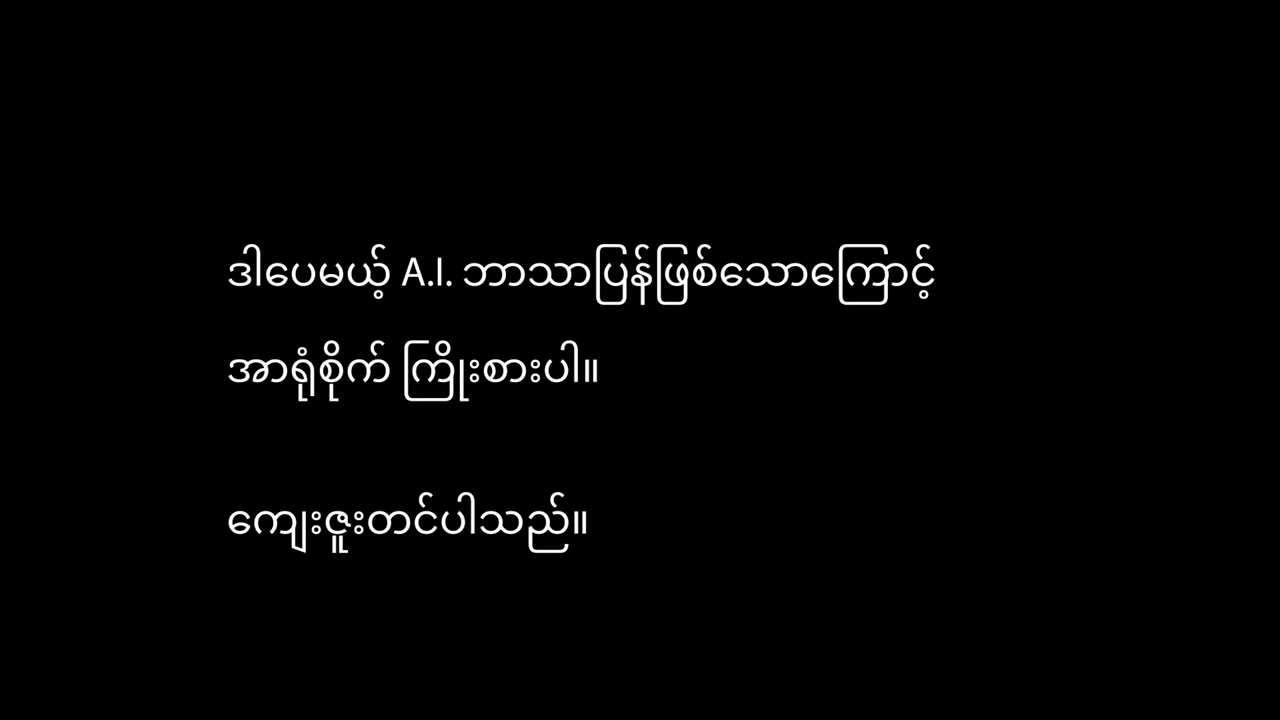 ဒါပေမယ့် A.I. ဘာသာပြန်ဖြစ်သောကြောင့်
အာရုံစိုက် ကြိုးစားပါ။
ကျေးဇူးတင်ပါသည်။